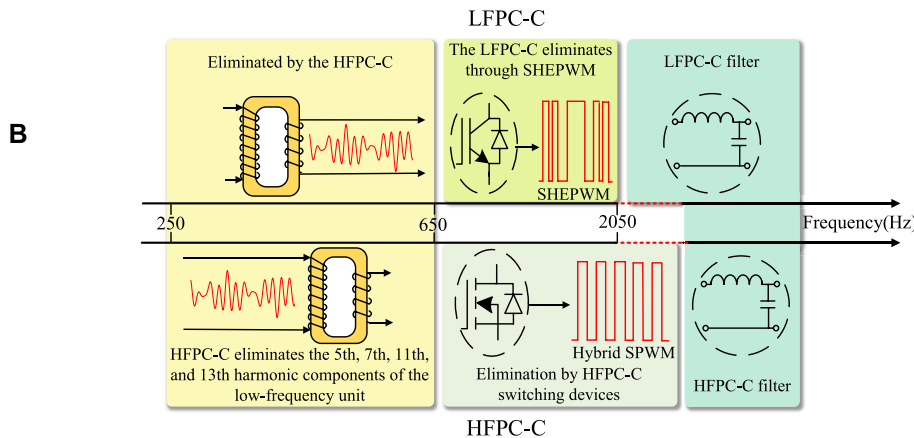 LFPC-C
B
Eliminated by the HFPC-C
The LFPC-C eliminates
through SHEPWM
LFPC-C filter
SHEPWM
250
650
2050
Frequency(Hz)
HFPC-C eliminates the 5th, 7th, 11th,
and 13th harmonic components of the
low-frequency unit
Hybrid SPWM
Elimination by HFPC-C
switching devices
HFPC-C filter
HFPC-C